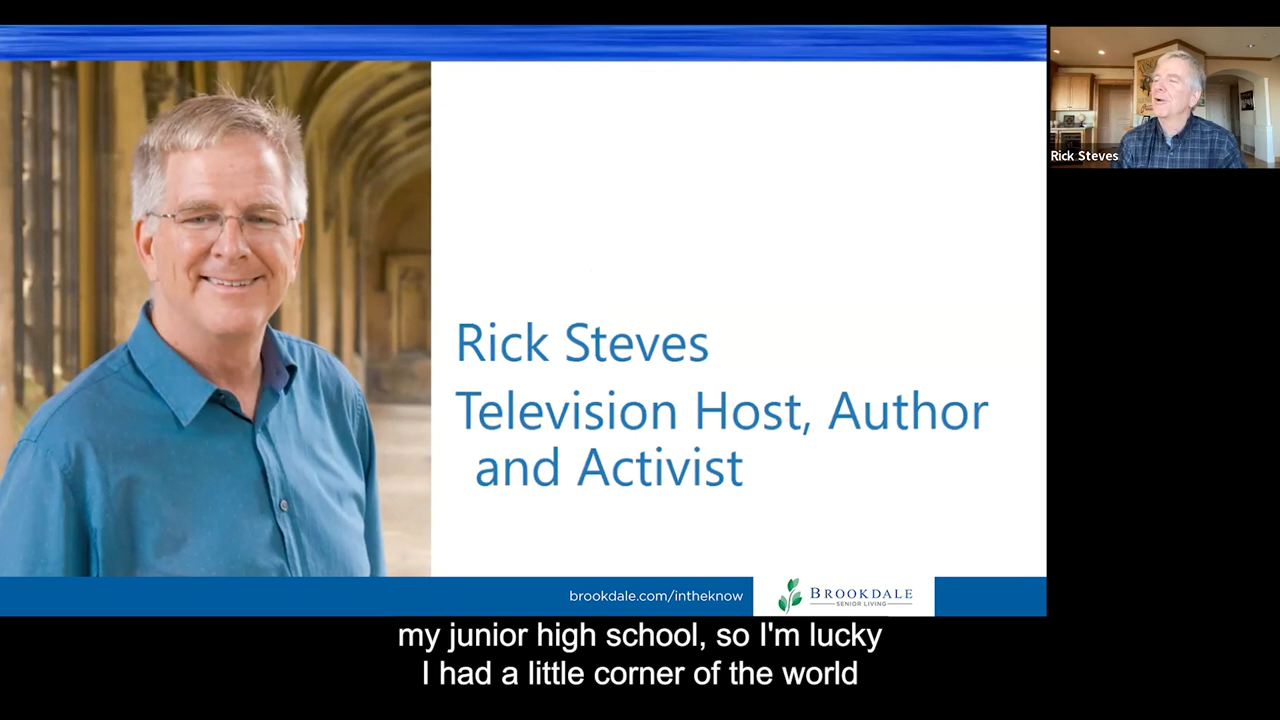 Rick Steves
Rick Steves
Television Host, Author
and Activist
brookdale.com/intheknow
BROOKDALE
SENIOR LIVING
my junior high school, so I'm lucky
I had a little corner of the world